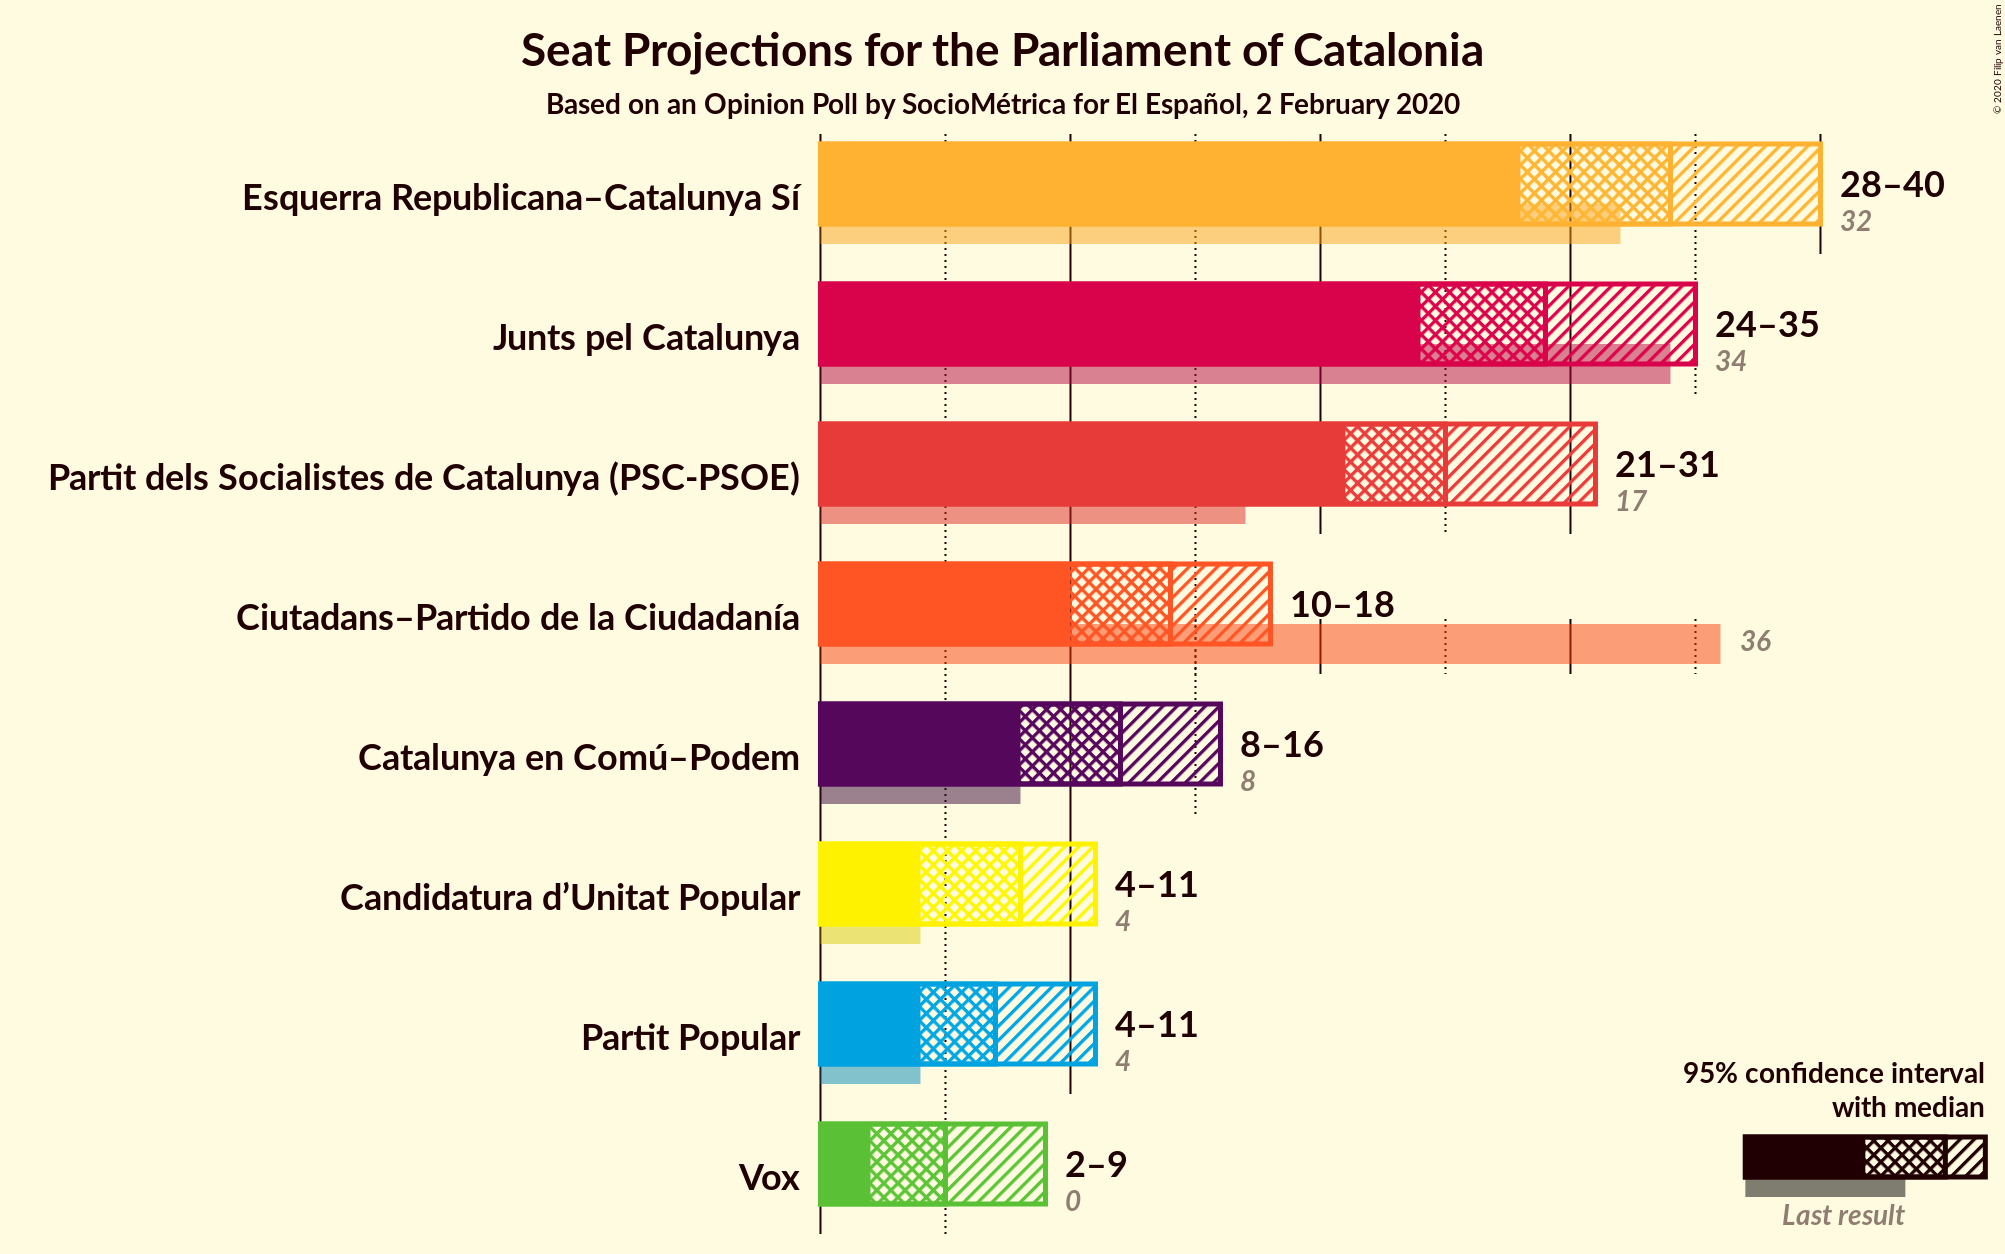 Seat Projections for the Parliament of Catalonia
Based on an Opinion Poll by SocioMétrica for El Español, 2 February 2020
© 2020 Filip van Laenen
Esquerra Republicana–Catalunya Sí
28–40
32
Junts pel Catalunya
24–35
34
Partit dels Socialistes de Catalunya (PSC-PSOE)
21–31
17
Ciutadans–Partido de la Ciudadanía
10–18
36
Catalunya en Comú–Podem
8–16
8
Candidatura d’Unitat Popular
4–11
4
Partit Popular
4–11
4
Vox
2–9
0
95% confidence interval
with median
Last result